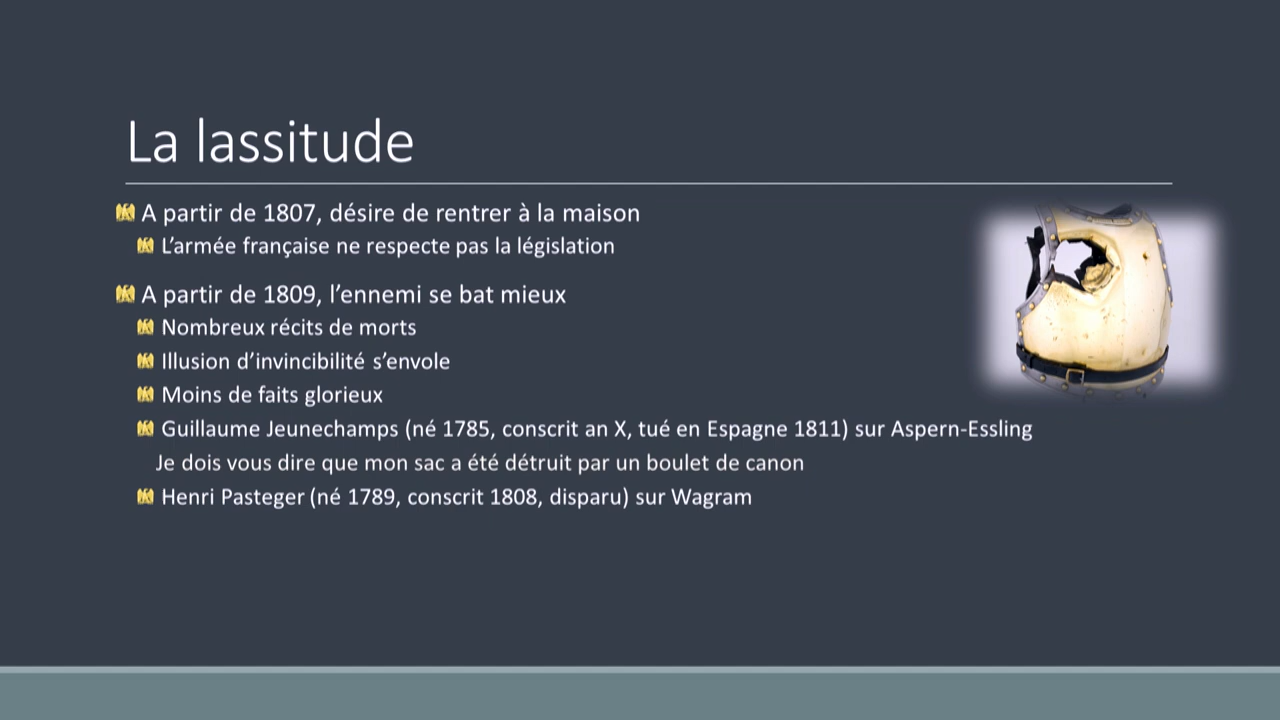 La lassitude
A partir de 1807, désire de rentrer à la maison
L’armée française ne respecte pas la législation
A partir de 1809, l’ennemi se bat mieux
Nombreux récits de morts
Illusion d’invincibilité s’envole
Moins de faits glorieux
Guillaume Jeunechamps (né 1785, conscrit an X, tué en Espagne 1811) sur Aspern-Essling
Je dois vous dire que mon sac a été détruit par un boulet de canon
Henri Pasteger (né 1789, conscrit 1808, disparu) sur Wagram